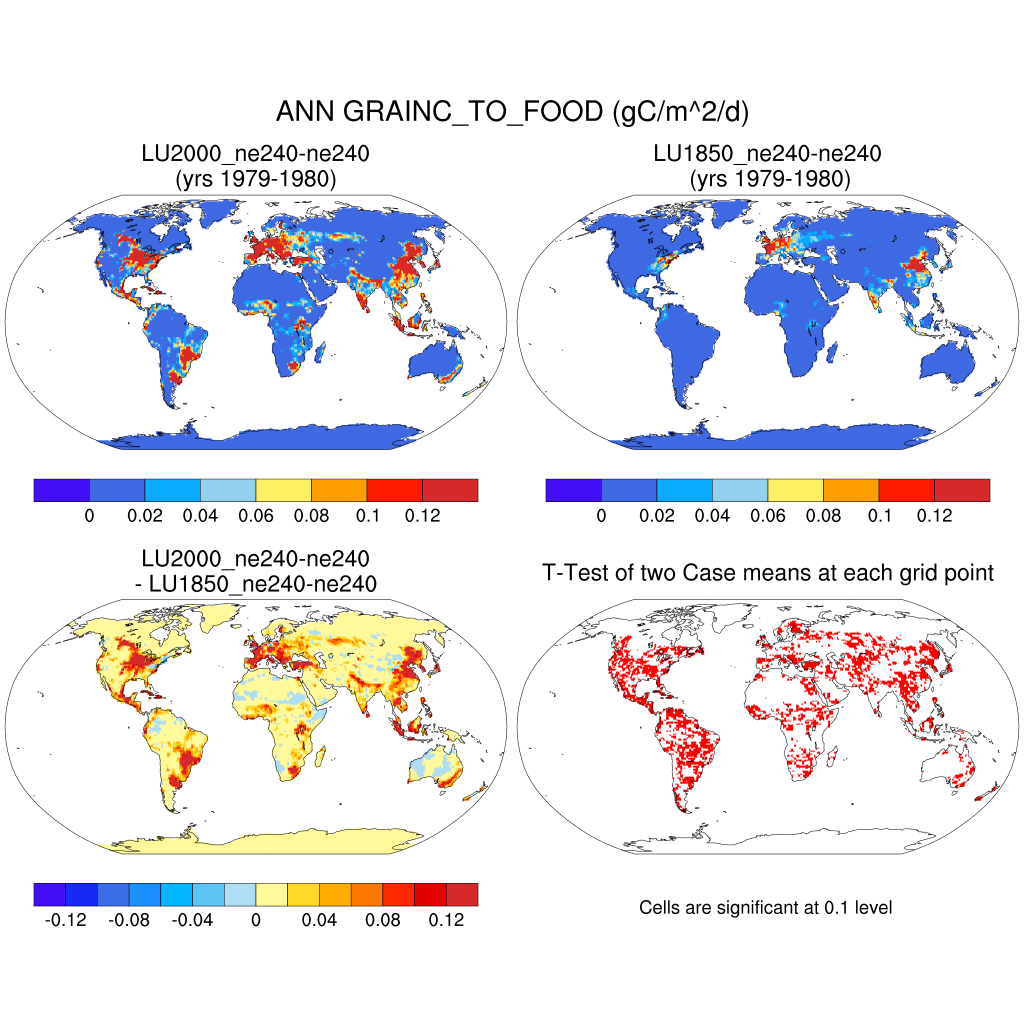 ANN GRAINC_TO_FOOD (gC/m^2/d)
LU2000_ne240-ne240
(yrs 1979-1980)
LU1850_ne240-ne240
(yrs 1979-1980)
0 0.02 0.04 0.06 0.08 0.1 0.12
0 0.02 0.04 0.06 0.08 0.1 0.12
LU2000_ne240-ne240
- LU1850_ne240-ne240
T-Test of two Case means at each grid point
-0.12 -0.08 -0.04 0 0.04 0.08 0.12
Cells are significant at 0.1 level